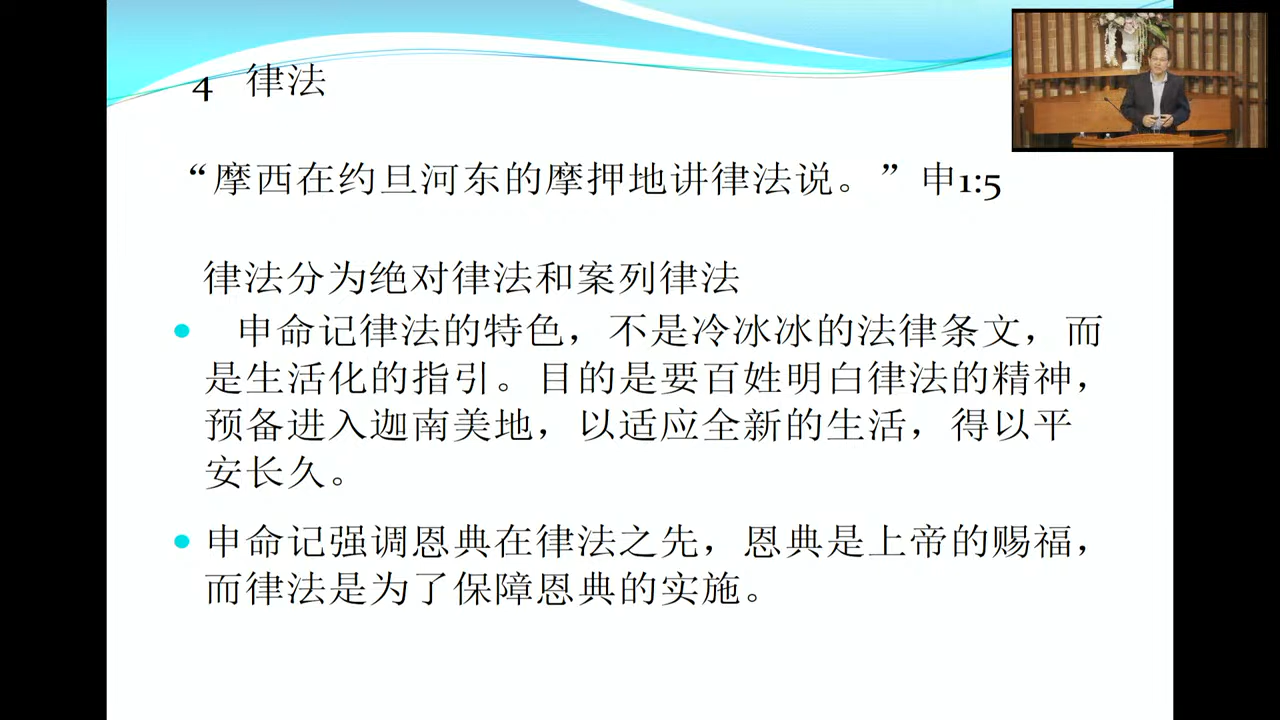 4 律法
“摩西在约旦河东的摩押地讲律法说。”申1:5
律法分为绝对律法和案列律法
申命记律法的特色，不是冷冰冰的法律条文，而
是生活化的指引。目的是要百姓明白律法的精神，
预备进入迦南美地，以适应全新的生活，得以平
安长久。
申命记强调恩典在律法之先，恩典是上帝的赐福，
而律法是为了保障恩典的实施。